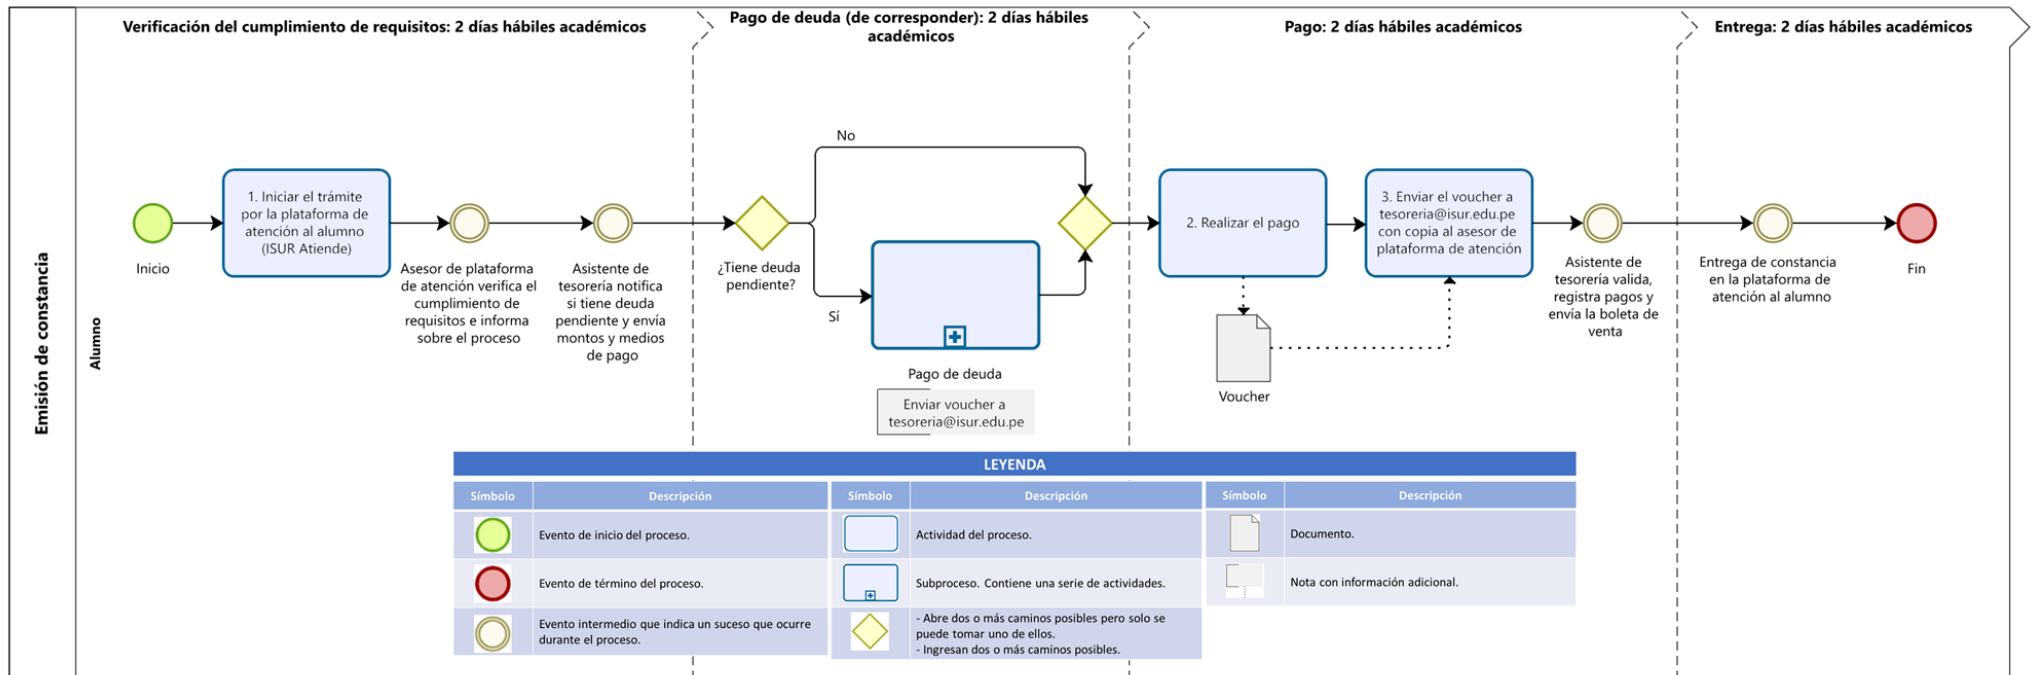 Verificación del cumplimiento de requisitos: 2 días hábiles académicos
Pago de deuda (de corresponder): 2 días hábiles
académicos
Pago: 2 días hábiles académicos
Entrega: 2 días hábiles académicos
Emisión de constancia
Alumno
Inicio
1. Iniciar el trámite
por la plataforma de
atención al alumno
(ISUR Atiende)
Asesor de plataforma
de atención verifica el
cumplimiento de
requisitos e informa
sobre el proceso
Asistente de
tesorería notifica
si tiene deuda
pendiente y envía
montos y medios
de pago
¿Tiene deuda
pendiente?
No
Sí
Pago de deuda
Enviar voucher a
tesoreria@isur.edu.pe
2. Realizar el pago
Voucher
3. Enviar el voucher a
tesoreria@isur.edu.pe
con copia al asesor de
plataforma de atención
Asistente de
tesorería valida,
registra pagos y
envía la boleta de
venta
Entrega de constancia
en la plataforma de
atención al alumno
Fin
LEYENDA
Símbolo
Descripción
Símbolo
Descripción
Símbolo
Descripción
Evento de inicio del proceso.
Actividad del proceso.
Documento.
Evento de término del proceso.
Subproceso. Contiene una serie de actividades.
Nota con información adicional.
Evento intermedio que indica un suceso que ocurre
durante el proceso.
- Abre dos o más caminos posibles pero solo se
puede tomar uno de ellos.
- Ingresan dos o más caminos posibles.